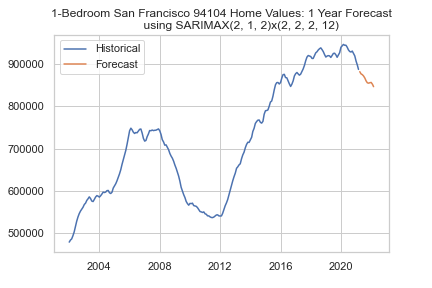 1-Bedroom San Francisco 94104 Home Values: 1 Year Forecast
using SARIMAX(2, 1, 2)x(2, 2, 2, 12)
Historical
Forecast
900000
800000
700000
600000
500000
2004
2008
2012
2016
2020